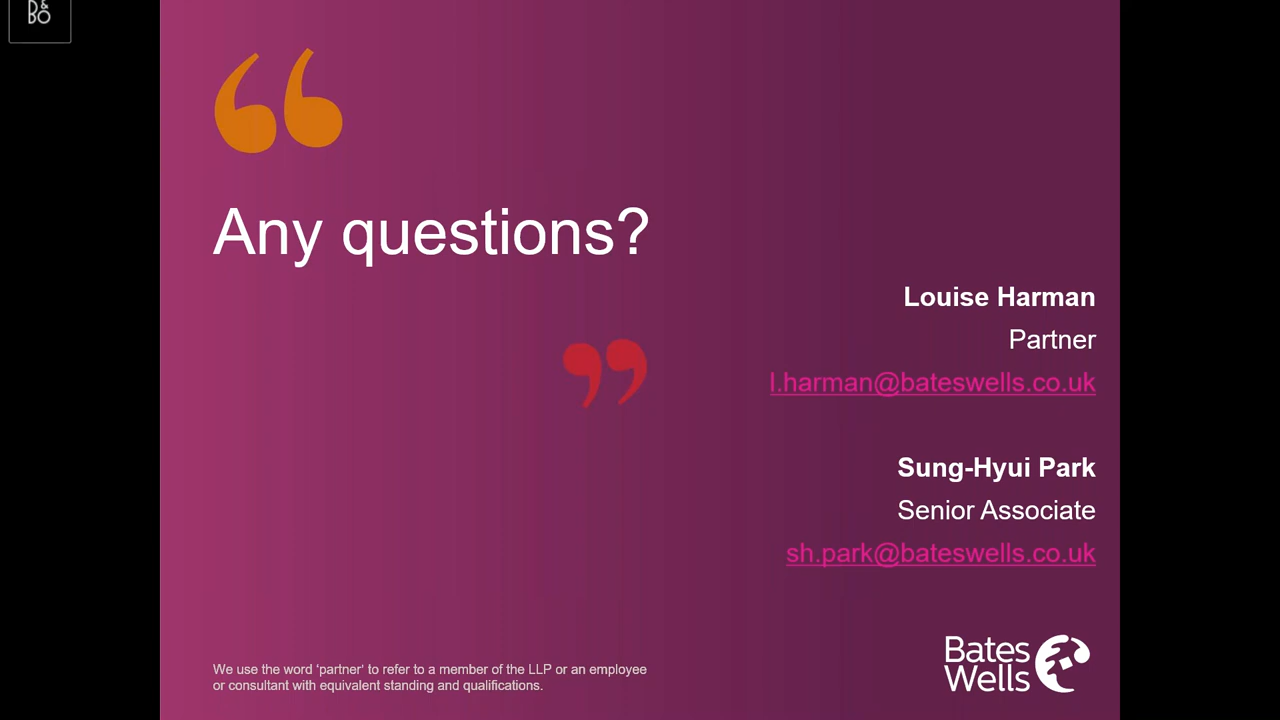 D&
BO
Any questions?
Louise Harman
Partner
l.harman@bateswells.co.uk
Sung-Hyui Park
Senior Associate
sh.park@bateswells.co.uk
We use the word 'partner' to refer to a member of the LLP or an employee
or consultant with equivalent standing and qualifications.
Bates
Wells